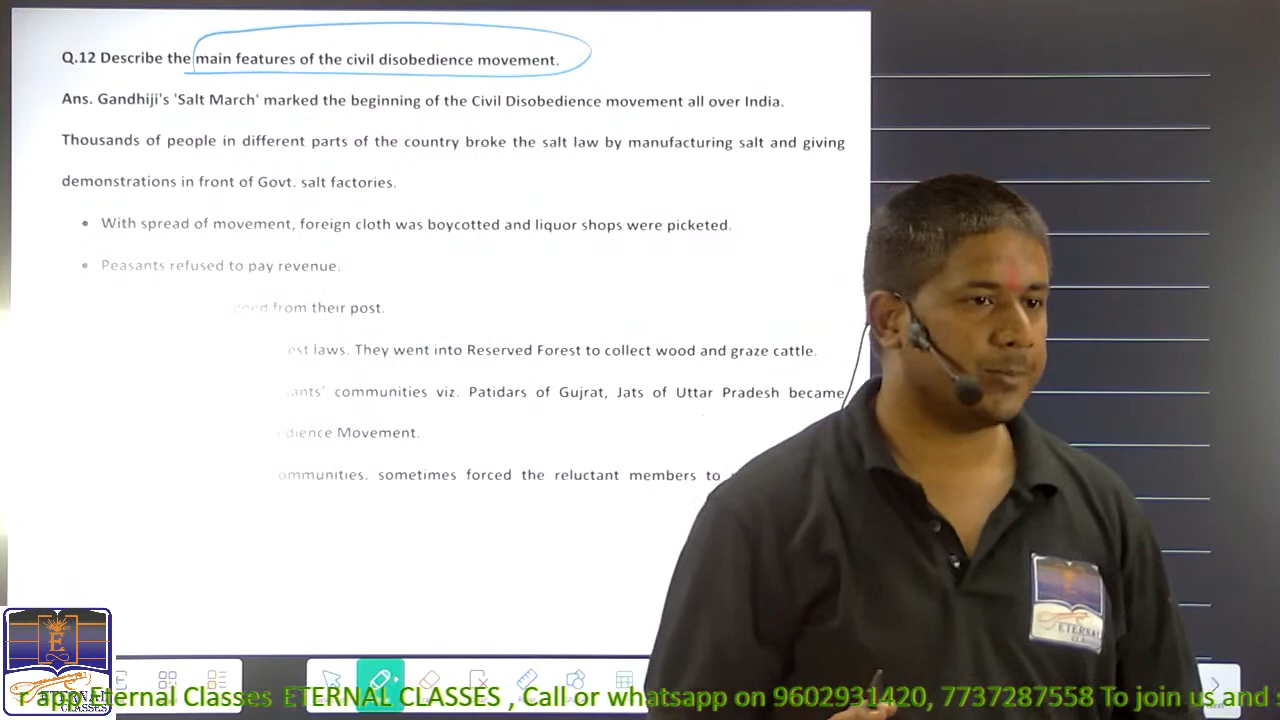 Q.12 Describe the main features of the civil disobedience movement.
Ans. Gandhiji's 'Salt March' marked the beginning of the Civil Disobedience movement all over India.
Thousands of people in different parts of the country broke the salt law by manufacturing salt and giving
demonstrations in front of Govt. salt factories.
• With spread of movement, foreign cloth was boycotted and liquor shops were picketed.
• Peasants refused to pay revenue.
from their post.
laws. They went into Reserved Forest to collect wood and graze cattle.
communities viz. Patidars of Gujrat, Jats of Uttar Pradesh became
Movement.
sometimes forced the reluctant members to
E
ETERNAL
CLASSES
E
ETERNAL
app Eternal Classes ETERNAL CLASSES , Call or whatsapp on 9602931420, 7737287558 To join us and